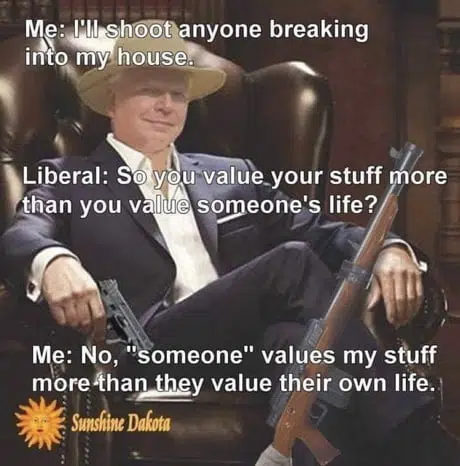 Me: I'll shoot anyone breaking
into my house.
Liberal: So you value your stuff more
than you value someone's life?
Me: No, "someone" values my stuff
more than they value their own life.
Sunshine Dakota